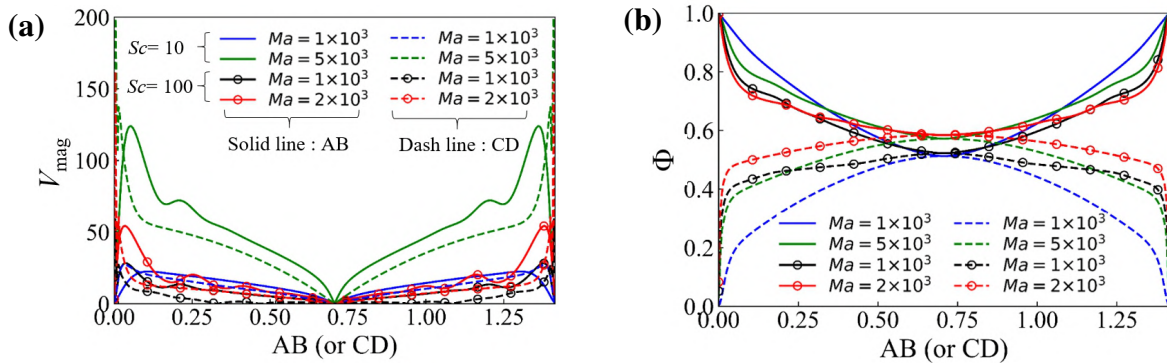 (a)
200
150
100
50
0
V_mag
Sc= 10
Sc= 100
Ma = 1×10³ Ma = 1×10³
Ma = 5×10³ Ma = 5×10³
Ma = 1×10³ Ma = 1×10³
Ma = 2×10³ Ma = 2×10³
Solid line : AB Dash line : CD
0.00 0.25 0.50 0.75 1.00 1.25
AB (or CD)
(b)
1.0
0.8
0.6
0.4
0.2
0.0
Φ
Ma = 1×10³ Ma = 1×10³
Ma = 5×10³ Ma = 5×10³
Ma = 1×10³ Ma = 1×10³
Ma = 2×10³ Ma = 2×10³
0.00 0.25 0.50 0.75 1.00 1.25
AB (or CD)